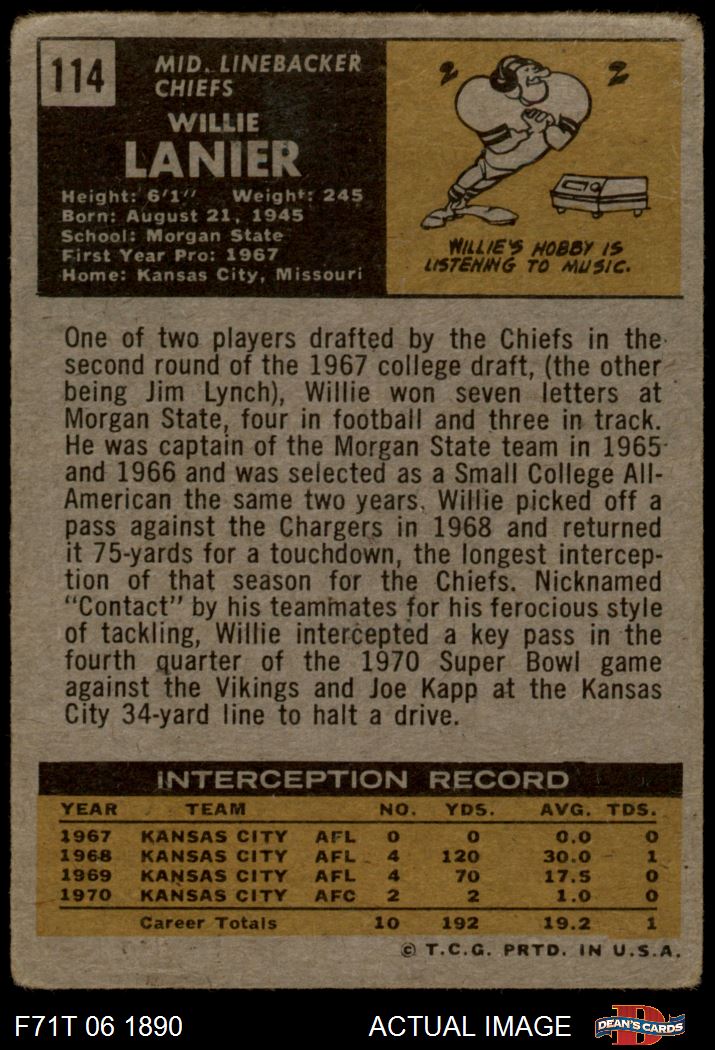 114
MID. LINEBACKER
CHIEFS
WILLIE
LANIER
Height: 6'1" Weight: 245
Born: August 21, 1945
School: Morgan State
First Year Pro: 1967
Home: Kansas City, Missouri
WILLIE'S HOBBY IS
LISTENING TO MUSIC.
One of two players drafted by the Chiefs in the
second round of the 1967 college draft, (the other
being Jim Lynch), Willie won seven letters at
Morgan State, four in football and three in track.
He was captain of the Morgan State team in 1965
and 1966 and was selected as a Small College All-
American the same two years. Willie picked off a
pass against the Chargers in 1968 and returned
it 75-yards for a touchdown, the longest intercep-
tion of that season for the Chiefs. Nicknamed
"Contact" by his teammates for his ferocious style
of tackling, Willie intercepted a key pass in the
fourth quarter of the 1970 Super Bowl game
against the Vikings and Joe Kapp at the Kansas
City 34-yard line to halt a drive.
INTERCEPTION RECORD
YEAR TEAM NO. YDS. AVG. TDS.
1967 KANSAS CITY AFL 0 0 0.0 0
1968 KANSAS CITY AFL 4 120 30.0 1
1969 KANSAS CITY AFL 4 70 17.5 0
1970 KANSAS CITY AFC 2 2 1.0 0
Career Totals 10 192 19.2 1
© T.C.G. PRTD. IN U.S.A.
F71T 06 1890 ACTUAL IMAGE D DEAN'S CARDS